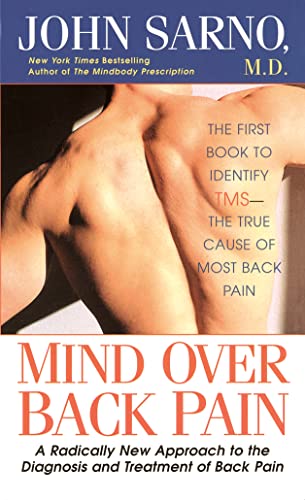 JOHN SARNO,
M.D.
New York Times Bestselling
Author of The Mindbody Prescription
THE FIRST
BOOK TO
IDENTIFY
TMS—
THE TRUE
CAUSE OF
MOST BACK
PAIN
MIND OVER
BACK PAIN
A Radically New Approach to the
Diagnosis and Treatment of Back Pain